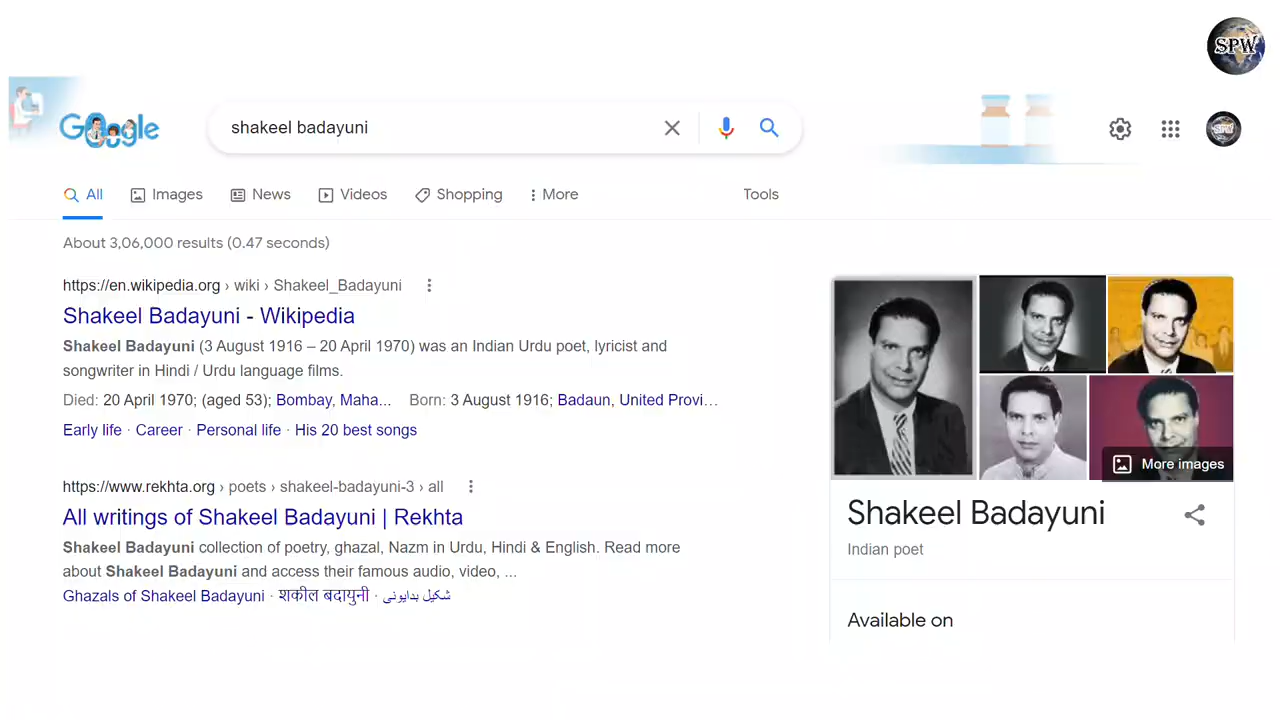 SPW
Google
shakeel badayuni
All
Images
News
Videos
Shopping
More
Tools
About 3,06,000 results (0.47 seconds)
https://en.wikipedia.org › wiki › Shakeel_Badayuni
Shakeel Badayuni - Wikipedia
Shakeel Badayuni (3 August 1916 – 20 April 1970) was an Indian Urdu poet, lyricist and
songwriter in Hindi / Urdu language films.
Died: 20 April 1970; (aged 53); Bombay, Maha... Born: 3 August 1916; Badaun, United Provi…
Early life · Career · Personal life · His 20 best songs
https://www.rekhta.org › poets › shakeel-badayuni-3 › all
All writings of Shakeel Badayuni | Rekhta
Shakeel Badayuni collection of poetry, ghazal, Nazm in Urdu, Hindi & English. Read more
about Shakeel Badayuni and access their famous audio, video, ...
Ghazals of Shakeel Badayuni · शकील बदायुनी · شکیل بدایونی
More images
Shakeel Badayuni
Indian poet
Available on